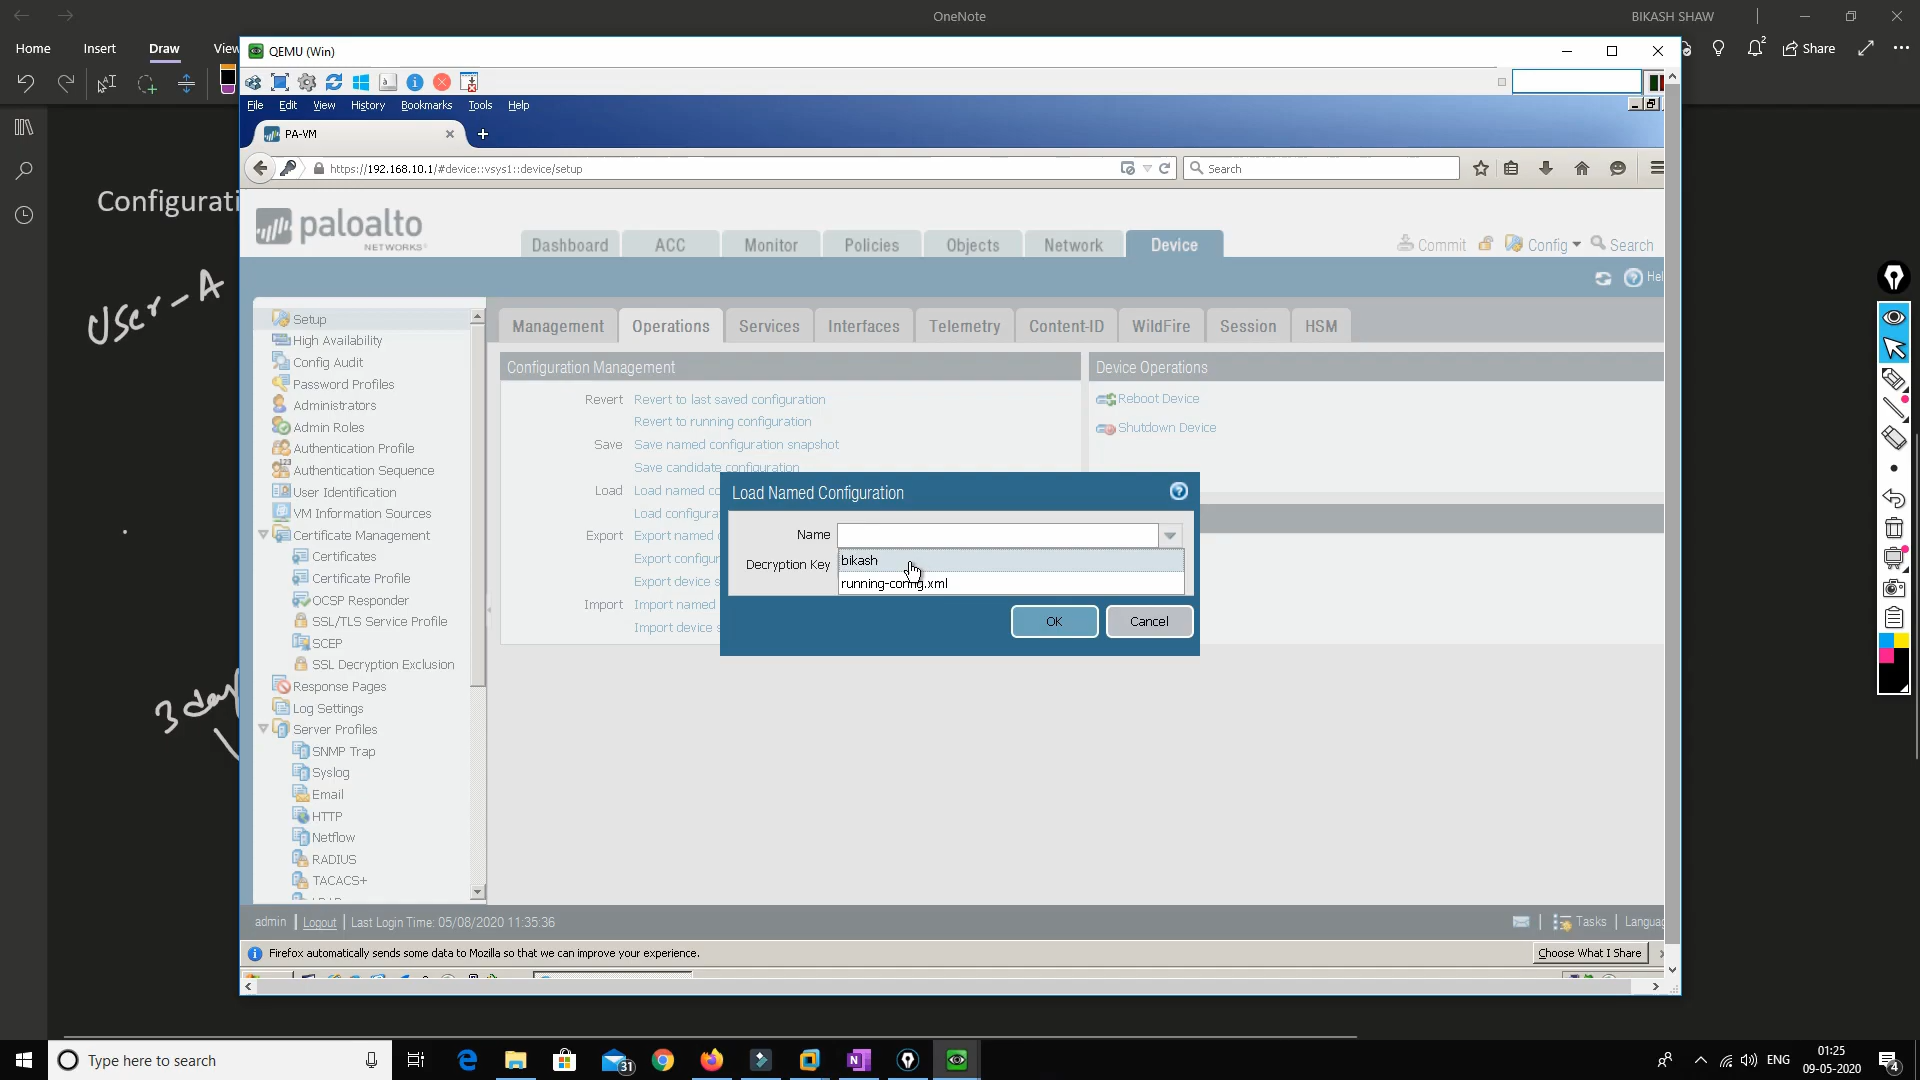 OneNote
BIKASH SHAW
Home
Insert
Draw
View
2
Share
QEMU (Win)
File
Edit
View
History
Bookmarks
Tools
Help
PA-VM
https://192.168.10.1/#device::vsys1::device/setup
Search
Configurati
paloalto
NETWORKS
Dashboard
ACC
Monitor
Policies
Objects
Network
Device
Commit
Config
Search
Hel
User-A
Setup
High Availability
Config Audit
Password Profiles
Administrators
Admin Roles
Authentication Profile
Authentication Sequence
User Identification
VM Information Sources
Certificate Management
Certificates
Certificate Profile
OCSP Responder
SSL/TLS Service Profile
SCEP
SSL Decryption Exclusion
Response Pages
Log Settings
Server Profiles
SNMP Trap
Syslog
Email
HTTP
Netflow
RADIUS
TACACS+
Management
Operations
Services
Interfaces
Telemetry
Content-ID
WildFire
Session
HSM
Configuration Management
Revert
Revert to last saved configuration
Revert to running configuration
Save
Save named configuration snapshot
Save candidate configuration
Load
Load named co
Load configura
Export
Export named c
Export configur
Export device s
Import
Import named
Import device s
Device Operations
Reboot Device
Shutdown Device
Load Named Configuration
Name
Decryption Key
bikash
running-config.xml
OK
Cancel
3 day
admin
Logout
Last Login Time: 05/08/2020 11:35:36
Tasks
Languag
Firefox automatically sends some data to Mozilla so that we can improve your experience.
Choose What I Share
Type here to search
31
ENG
01:25
09-05-2020
4